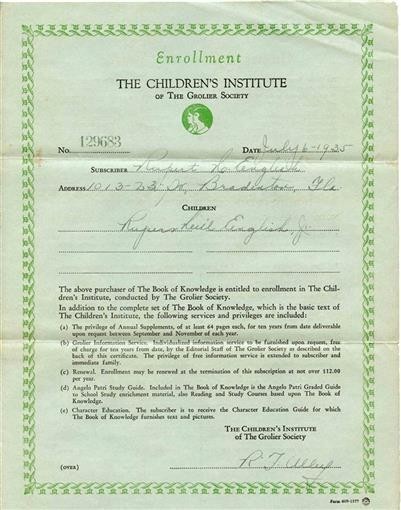 Enrollment
THE CHILDREN'S INSTITUTE
OF THE GROLIER SOCIETY
No. 129683 DATE July 6-1935
SUBSCRIBER Rupert H. English
ADDRESS 1013-23 St, Bradenton, Fla.
CHILDREN
English, Jr.
The above purchaser of The Book of Knowledge is entitled to enrollment in The Chil-
dren's Institute, conducted by The Grolier Society.
In addition to the complete set of The Book of Knowledge, which is the basic text of
The Children's Institute, the following services and privileges are included:
(a) The privilege of Annual Supplements, of at least 64 pages each, for ten years from date deliverable
upon request between September and November of each year.
(b) Grolier Information Service. Individualized information service to be furnished upon request, free
of charge for ten years from date, by the Editorial Staff of The Grolier Society as described on the
back of this certificate. The privilege of free information service is extended to subscriber and
immediate family.
(c) Renewal. Enrollment may be renewed at the termination of this subscription at not over $12.00
per year.
(d) Angelo Patri Study Guide. Included in The Book of Knowledge is the Angelo Patri Graded Guide
to School Study enrichment material, also Reading and Study Courses based upon The Book of
Knowledge.
(e) Character Education. The subscriber is to receive the Character Education Guide for which
The Book of Knowledge furnishes text and pictures.
THE CHILDREN'S INSTITUTE
of The Grolier Society
(OVER) R. F. Alley